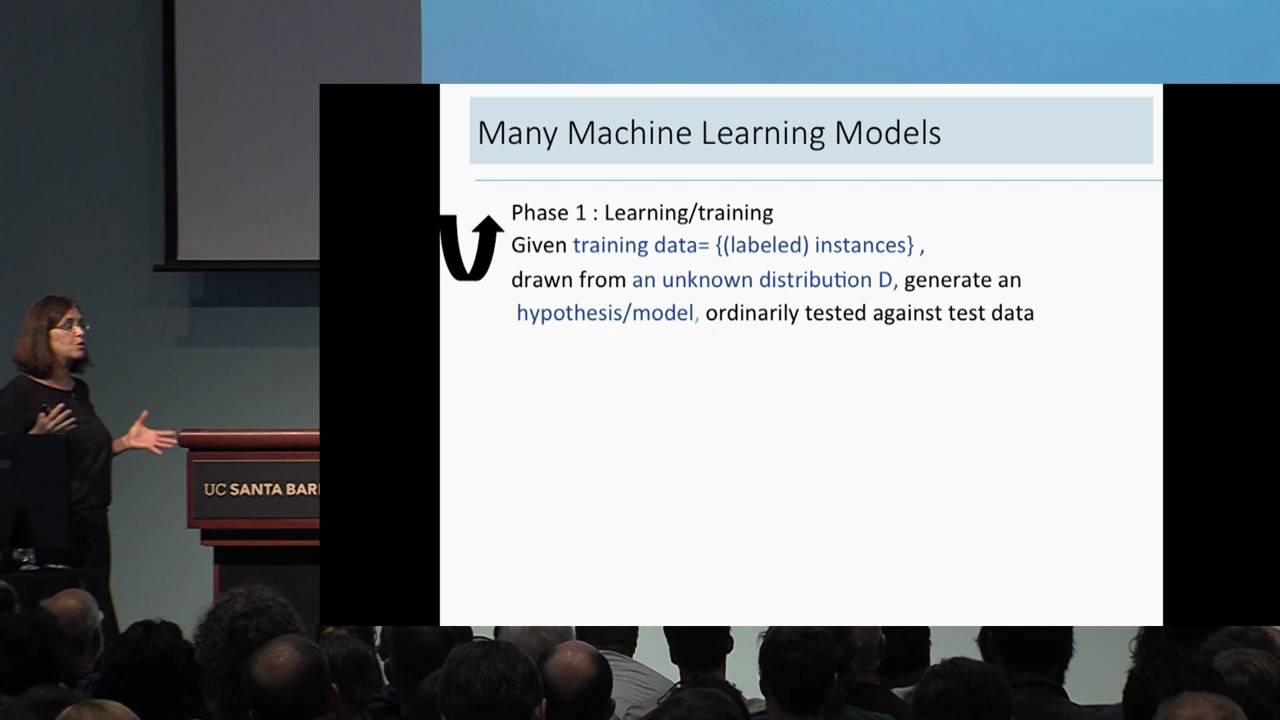 Many Machine Learning Models
Phase 1 : Learning/training
Given training data= {(labeled) instances} ,
drawn from an unknown distribution D, generate an
hypothesis/model, ordinarily tested against test data
UC SANTA BAR